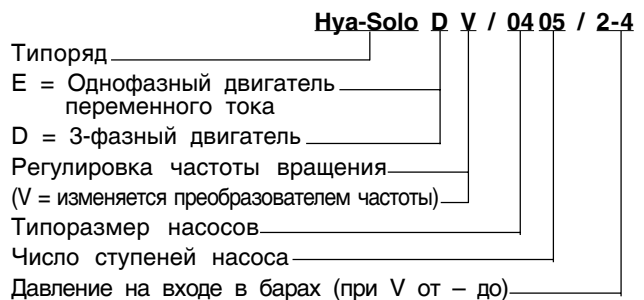 Hya-Solo D V / 04 05 / 2-4
Типоряд
E = Однофазный двигатель
переменного тока
D = 3-фазный двигатель
Регулировка частоты вращения
(V = изменяется преобразователем частоты)
Типоразмер насосов
Число ступеней насоса
Давление на входе в барах (при V от – до)